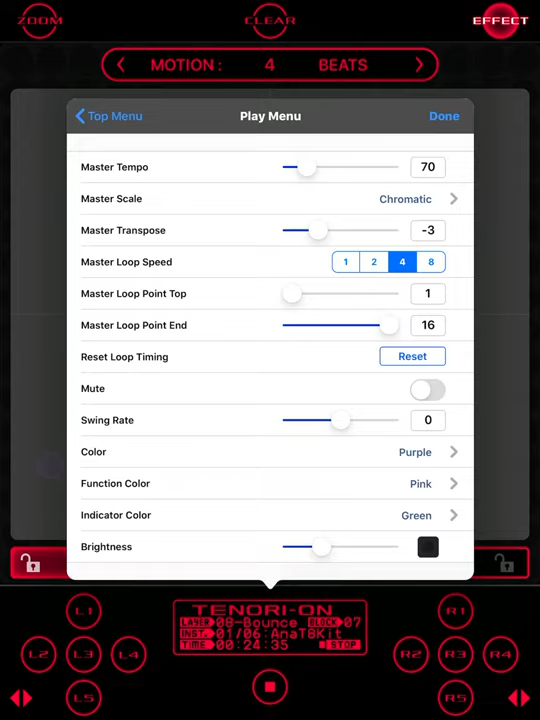 ZOOM
CLEAR
EFFECT
MOTION : 4 BEATS
Top Menu
Play Menu
Done
Master Tempo 70
Master Scale Chromatic
Master Transpose -3
Master Loop Speed 1 2 4 8
Master Loop Point Top 1
Master Loop Point End 16
Reset Loop Timing Reset
Mute
Swing Rate 0
Color Purple
Function Color Pink
Indicator Color Green
Brightness
TENORI-ON
LAYER 08-Bounce BLOCK 07
INST. 01/06:AnaT8Kit
TIME 00:24:35 STOP
L1
L2 L3 L4
L5
R1
R2 R3 R4
R5